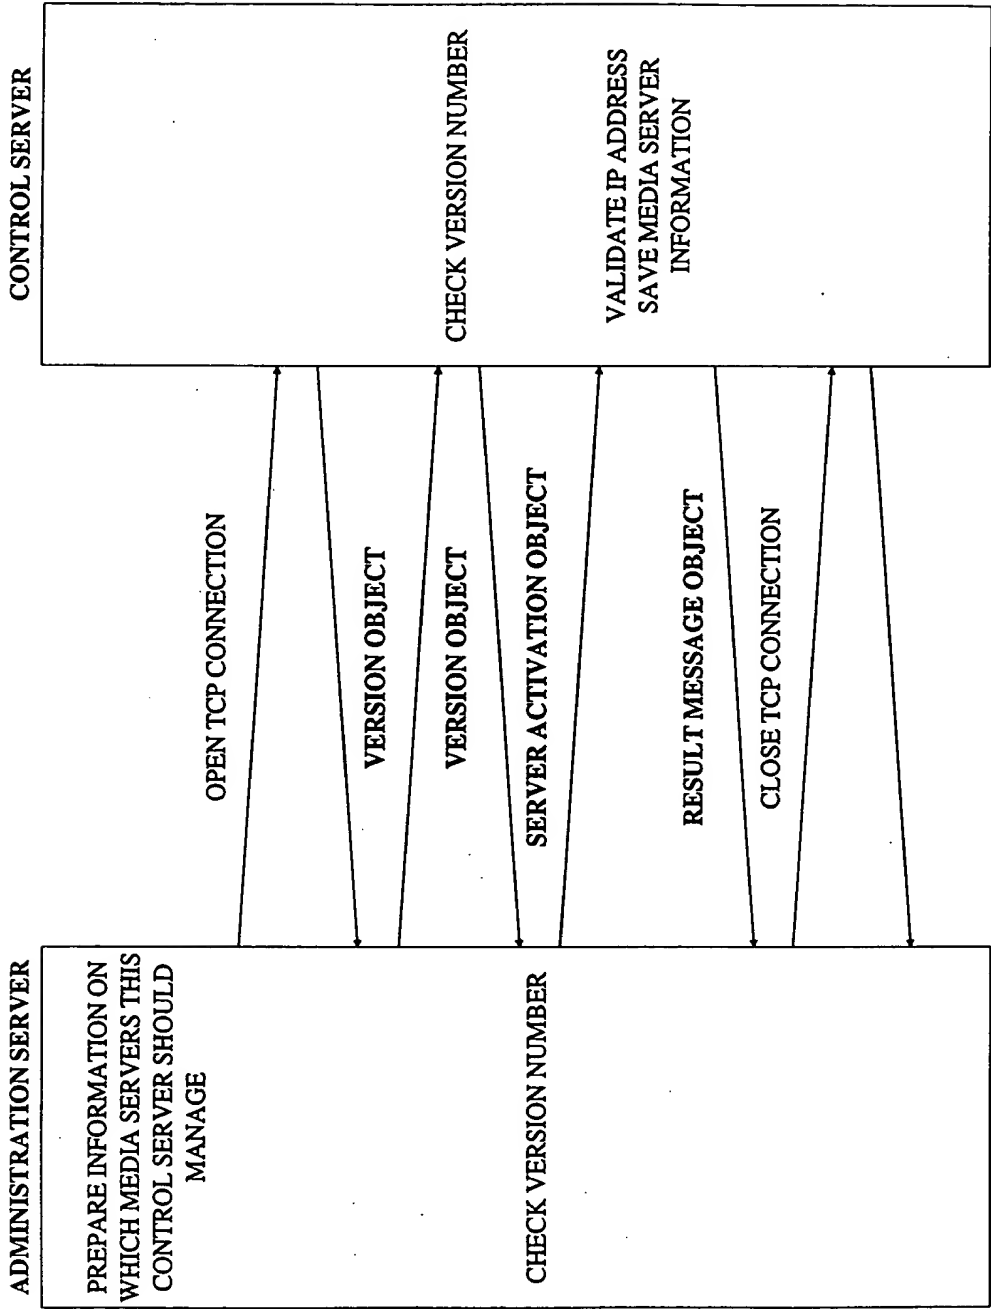 ADMINISTRATION SERVER
CONTROL SERVER
PREPARE INFORMATION ON
WHICH MEDIA SERVERS THIS
CONTROL SERVER SHOULD
MANAGE
OPEN TCP CONNECTION
VERSION OBJECT
VERSION OBJECT
CHECK VERSION NUMBER
CHECK VERSION NUMBER
SERVER ACTIVATION OBJECT
VALIDATE IP ADDRESS
SAVE MEDIA SERVER
INFORMATION
RESULT MESSAGE OBJECT
CLOSE TCP CONNECTION